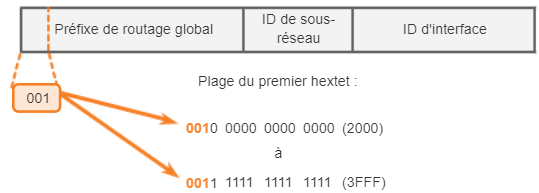 Préfixe de routage global
ID de sous-
réseau
ID d'interface
001
Plage du premier hextet :
0010 0000 0000 0000 (2000)
à
0011 1111 1111 1111 (3FFF)